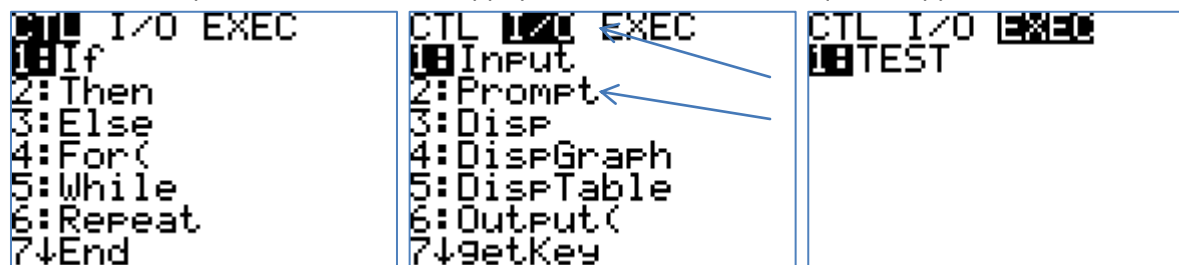 CTL I/O EXEC
1:If
2:Then
3:Else
4:For(
5:While
6:Repeat
7↓End
CTL I/O EXEC
1:Input
2:Prompt
3:Disp
4:DispGraph
5:DispTable
6:Output(
7↓getKey
CTL I/O EXEC
1:TEST